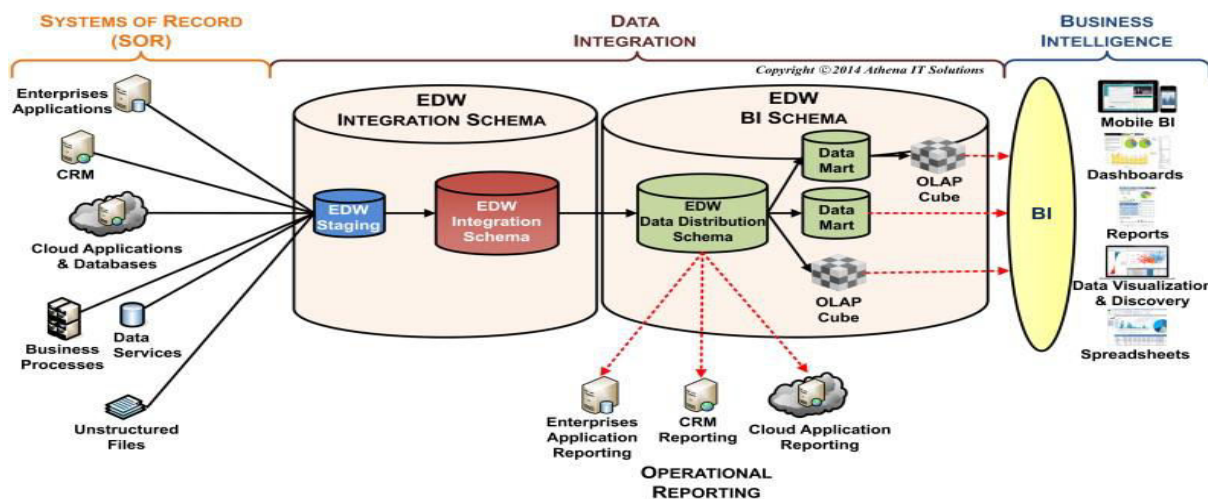 SYSTEMS OF RECORD
(SOR)
DATA
INTEGRATION
BUSINESS
INTELLIGENCE
Copyright © 2014 Athena IT Solutions
Enterprises
Applications
CRM
Cloud Applications
& Databases
Business
Processes
Data
Services
Unstructured
Files
EDW
INTEGRATION SCHEMA
EDW
Staging
EDW
Integration
Schema
EDW
BI SCHEMA
EDW
Data Distribution
Schema
Data
Mart
OLAP
Cube
Data
Mart
OLAP
Cube
BI
Mobile BI
Dashboards
Reports
Data Visualization
& Discovery
Spreadsheets
Enterprises
Application
Reporting
CRM
Reporting
Cloud Application
Reporting
OPERATIONAL
REPORTING